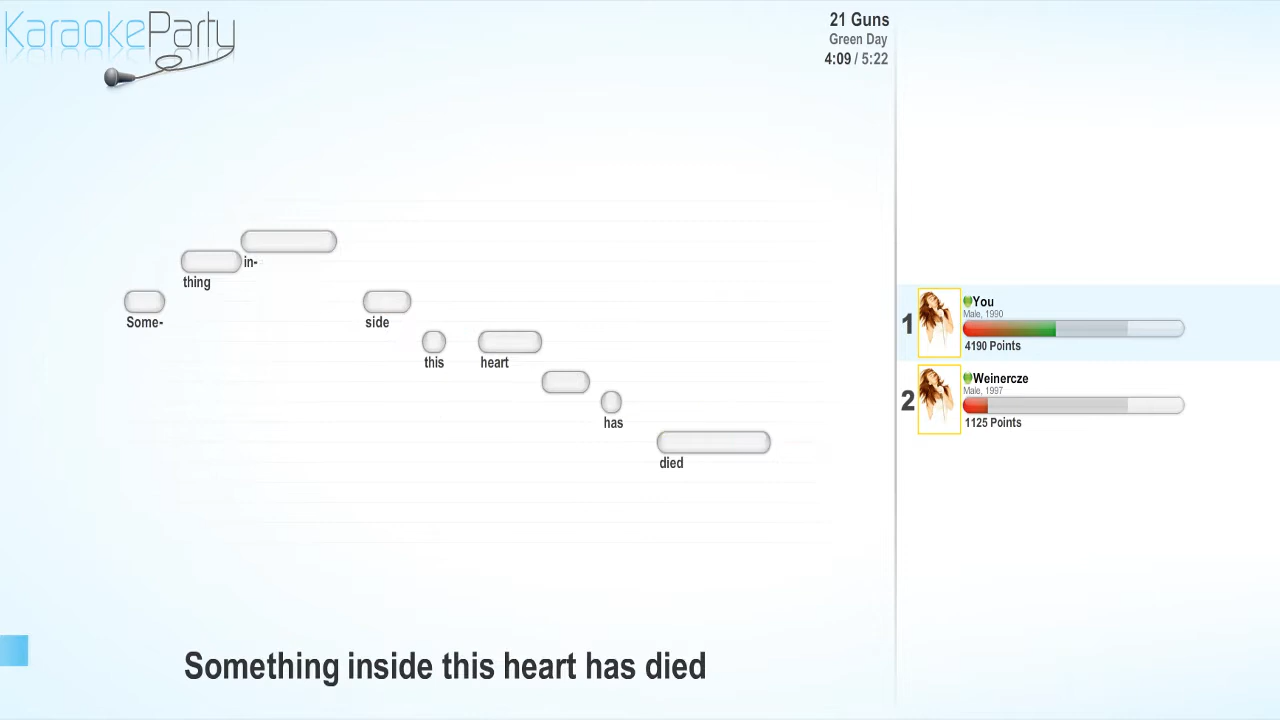 KaraokeParty
21 Guns
Green Day
4:09 / 5:22
in-
thing
Some-
side
this
heart
has
died
1
You
Male, 1990
4190 Points
2
Weinercze
Male, 1997
1125 Points
Something inside this heart has died